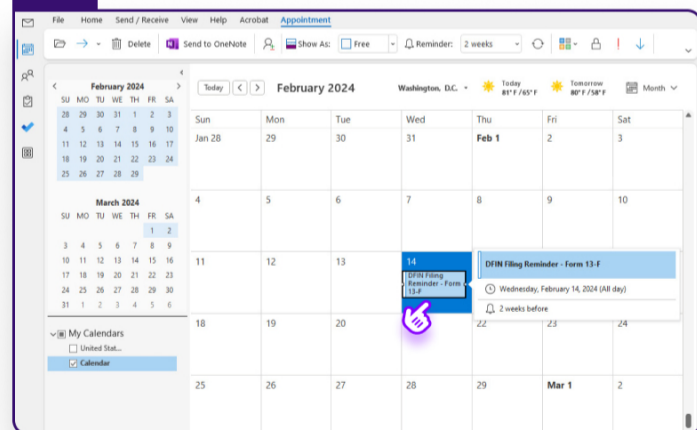 File Home Send / Receive View Help Acrobat Appointment
Delete Send to OneNote Show As: Free Reminder: 2 weeks
February 2024
SU MO TU WE TH FR SA
28 29 30 31 1 2 3
4 5 6 7 8 9 10
11 12 13 14 15 16 17
18 19 20 21 22 23 24
25 26 27 28 29
March 2024
SU MO TU WE TH FR SA
1 2
3 4 5 6 7 8 9
10 11 12 13 14 15 16
17 18 19 20 21 22 23
24 25 26 27 28 29 30
31 1 2 3 4 5 6
My Calendars
United Stat...
Calendar
Today February 2024 Washington, D.C. Today 81°F/65°F Tomorrow 80°F/58°F Month
Sun Mon Tue Wed Thu Fri Sat
Jan 28 29 30 31 Feb 1 2 3
4 5 6 7 8 9 10
11 12 13 14
DFIN Filing
Reminder - Form
13-F
DFIN Filing Reminder - Form 13-F
Wednesday, February 14, 2024 (All day)
2 weeks before
18 19 20 22 23 24
25 26 27 28 29 Mar 1 2